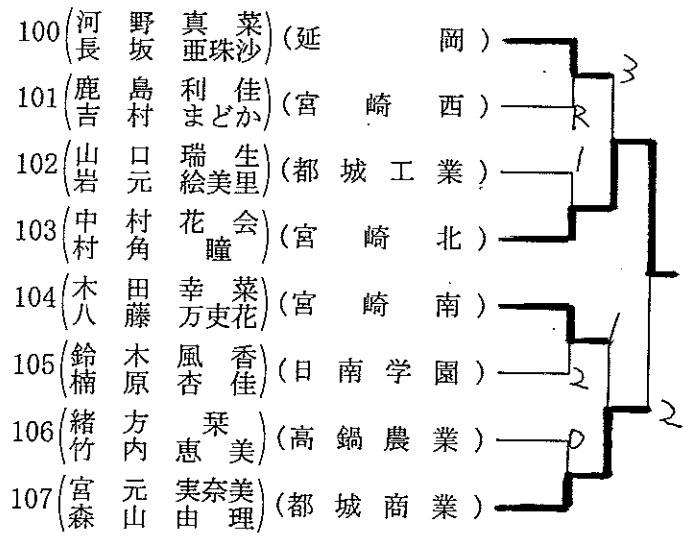 100(河野真菜 長坂亜珠沙)(延岡)
3
101(鹿島利佳 吉村まどか)(宮崎西)
R
102(山口瑞生 岩元絵美里)(都城工業)
1
103(中村花会 村角瞳)(宮崎北)
104(木田幸菜 八藤万吏花)(宮崎南)
1
105(鈴木風香 楠原杏佳)(日南学園)
2
106(緒方栞 竹内恵美)(高鍋農業)
0
2
107(宮元実奈美 森山由理)(都城商業)